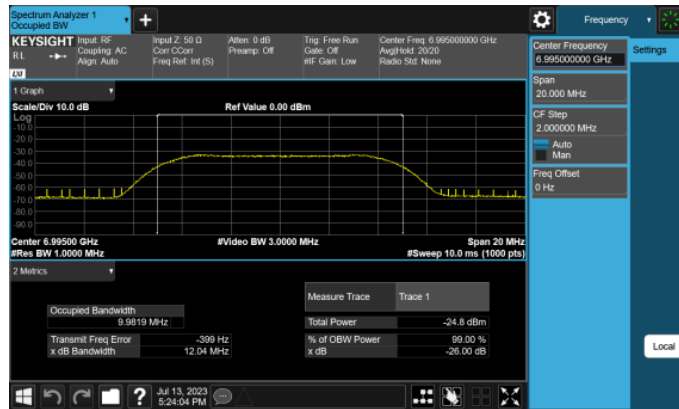 Spectrum Analyzer 1
Occupied BW
+
Frequency
KEYSIGHT
R L
LXI
Input: RF
Coupling: AC
Align: Auto
Input Z: 50 Ω
Corr CCorr
Freq Ref: Int (S)
Atten: 0 dB
Preamp: Off
Trig: Free Run
Gate: Off
#IF Gain: Low
Center Freq: 6.995000000 GHz
Avg|Hold: 20/20
Radio Std: None
Center Frequency
6.995000000 GHz
Settings
Span
20.000 MHz
CF Step
2.000000 MHz
Auto
Man
Freq Offset
0 Hz
1 Graph
Scale/Div 10.0 dB
Ref Value 0.00 dBm
Log
-10.0
-20.0
-30.0
-40.0
-50.0
-60.0
-70.0
-80.0
-90.0
Center 6.99500 GHz
#Video BW 3.0000 MHz
Span 20 MHz
#Res BW 1.0000 MHz
#Sweep 10.0 ms (1000 pts)
2 Metrics
Measure Trace
Trace 1
Occupied Bandwidth
9.9819 MHz
Total Power
-24.8 dBm
Transmit Freq Error
-399 Hz
% of OBW Power
99.00 %
x dB Bandwidth
12.04 MHz
x dB
-26.00 dB
Local
?
Jul 13, 2023
5:24:04 PM